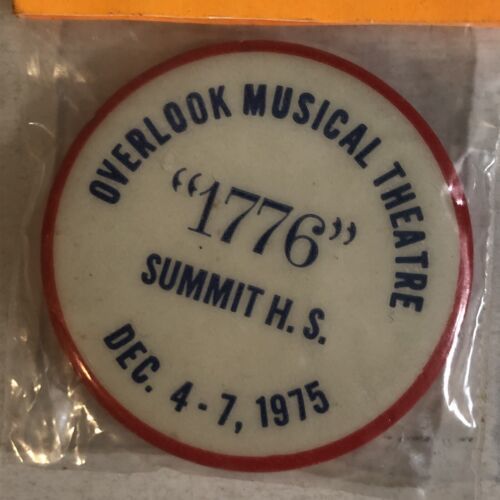 OVERLOOK MUSICAL THEATRE
“1776”
SUMMIT H. S.
DEC. 4-7, 1975